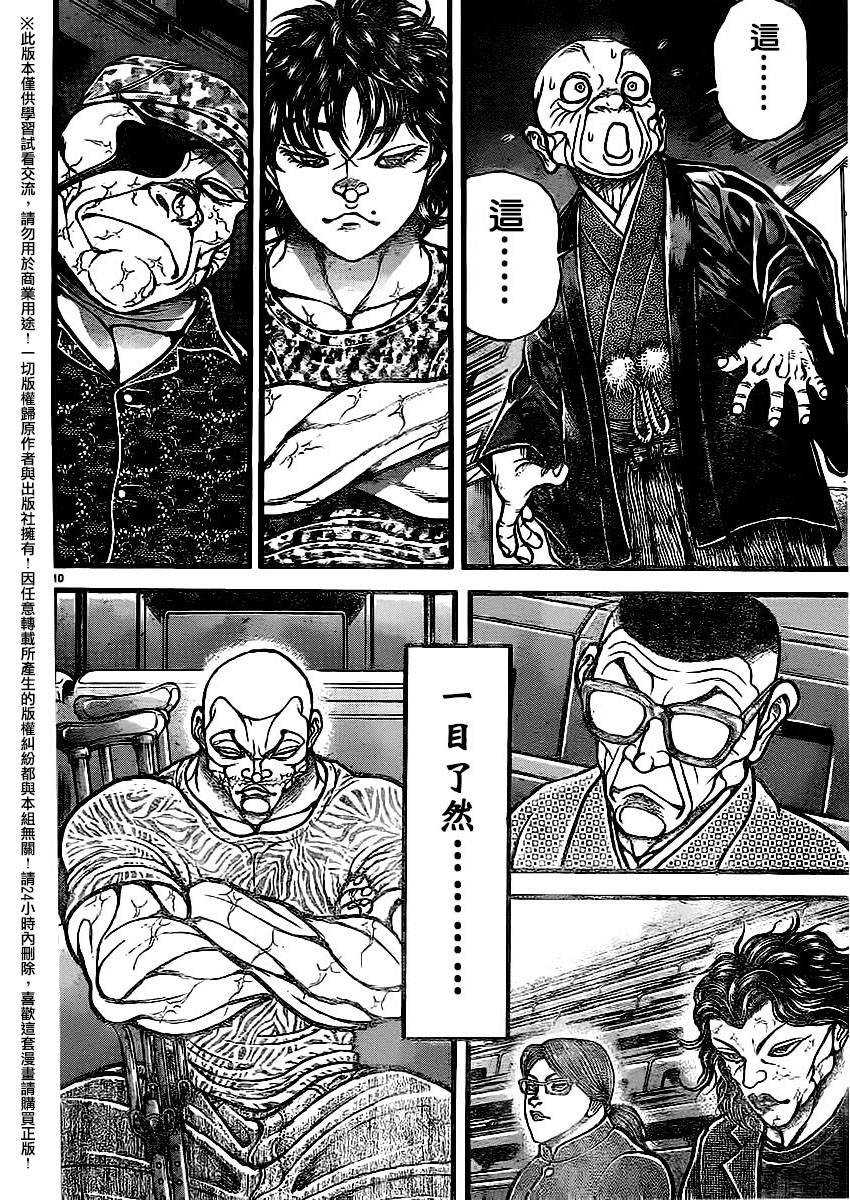 這……
這……
一目了然…………
10
※此版本僅供學習試看交流，請勿用於商業用途！一切版權歸原作者與出版社擁有！因任意轉載所產生的版權糾紛都與本組無關！請24小時內刪除，喜歡這套漫畫請購買正版！